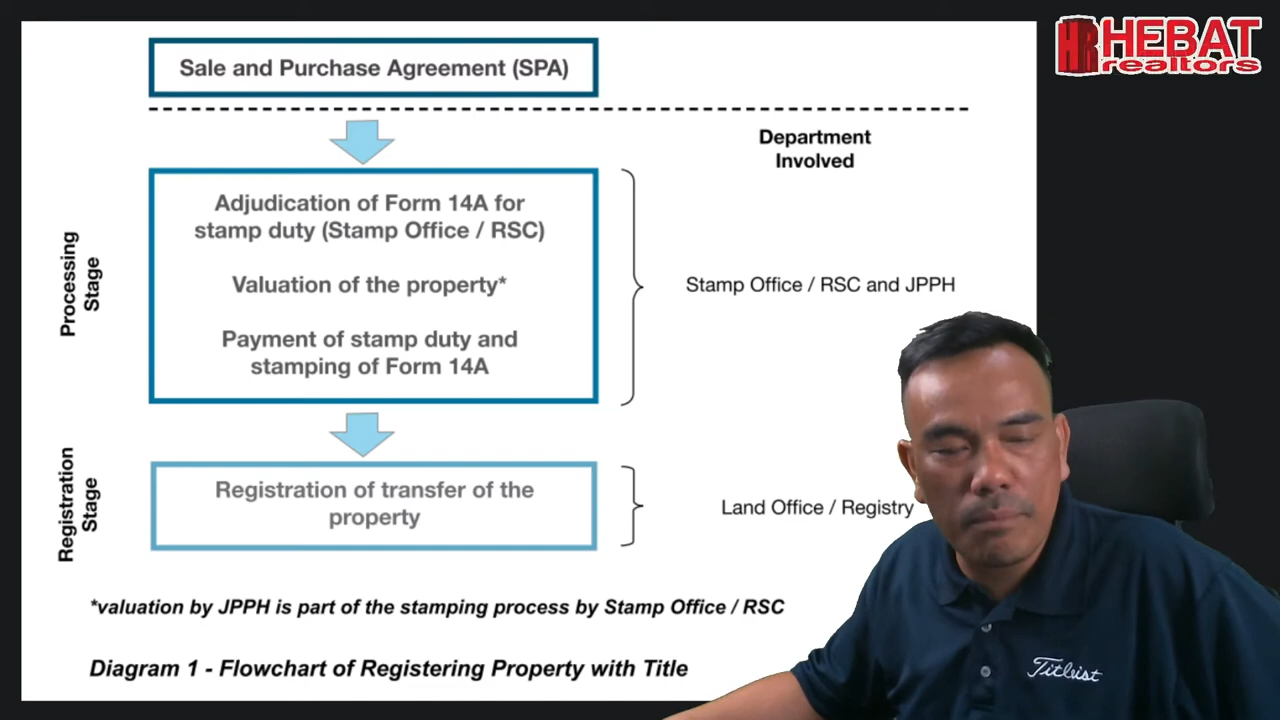 HEBAT
realtors
Sale and Purchase Agreement (SPA)
Department
Involved
Processing
Stage
Adjudication of Form 14A for
stamp duty (Stamp Office / RSC)
Valuation of the property*
Payment of stamp duty and
stamping of Form 14A
Stamp Office / RSC and JPPH
Registration
Stage
Registration of transfer of the
property
Land Office / Registry
*valuation by JPPH is part of the stamping process by Stamp Office / RSC
Diagram 1 - Flowchart of Registering Property with Title
Titleist